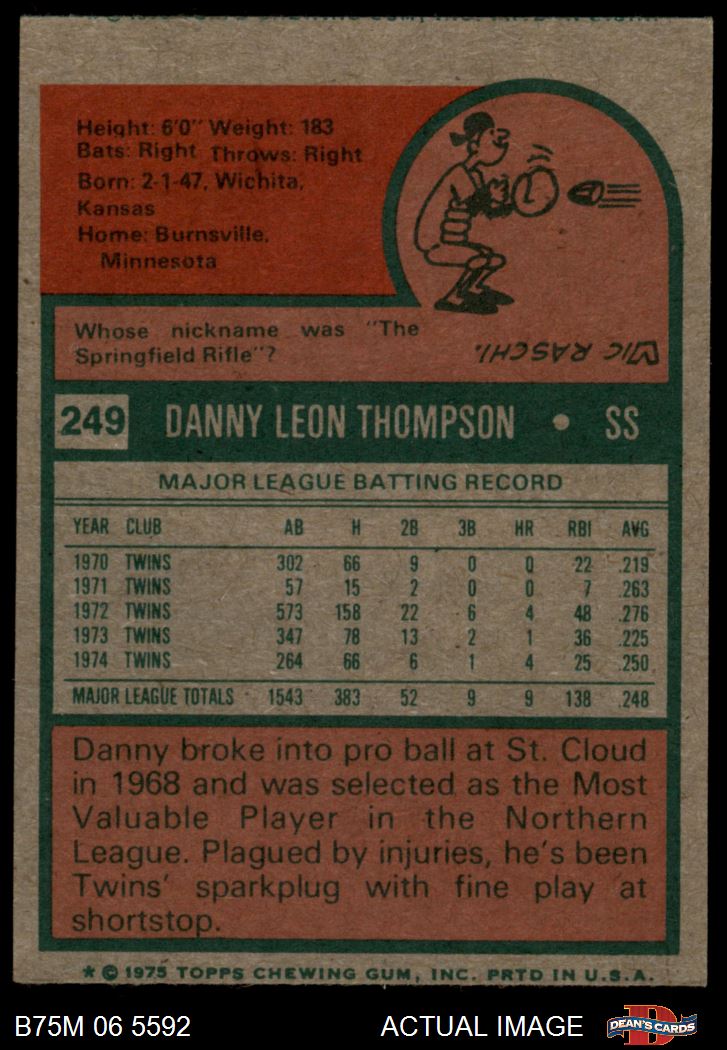 Height: 6'0" Weight: 183
Bats: Right Throws: Right
Born: 2-1-47, Wichita,
Kansas
Home: Burnsville,
Minnesota
L
Whose nickname was "The
Springfield Rifle"?
VIC RASCHI.
249 DANNY LEON THOMPSON • SS
MAJOR LEAGUE BATTING RECORD
YEAR CLUB AB H 2B 3B HR RBI AVG
1970 TWINS 302 66 9 0 0 22 .219
1971 TWINS 57 15 2 0 0 7 .263
1972 TWINS 573 158 22 6 4 48 .276
1973 TWINS 347 78 13 2 1 36 .225
1974 TWINS 264 66 6 1 4 25 .250
MAJOR LEAGUE TOTALS 1543 383 52 9 9 138 .248
Danny broke into pro ball at St. Cloud
in 1968 and was selected as the Most
Valuable Player in the Northern
League. Plagued by injuries, he's been
Twins' sparkplug with fine play at
shortstop.
* © 1975 TOPPS CHEWING GUM, INC. PRTD IN U.S.A.
B75M 06 5592 ACTUAL IMAGE D DEAN'S CARDS